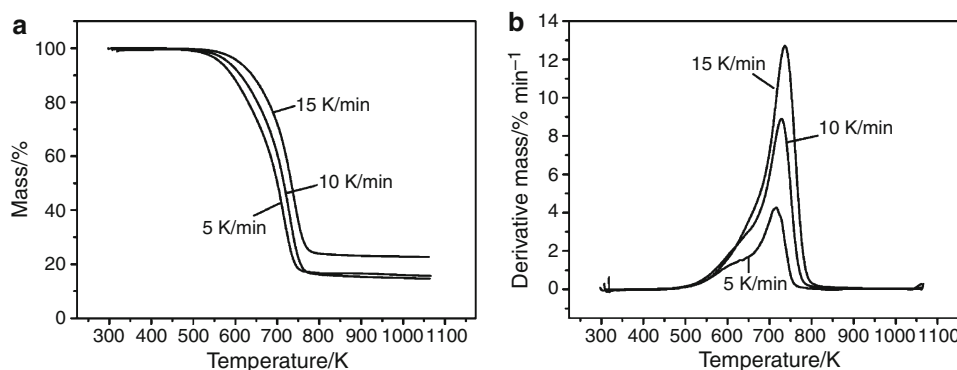 a
100
80
60
40
20
0
Mass/%
15 K/min
10 K/min
5 K/min
300 400 500 600 700 800 900 1000 1100
Temperature/K
b
14
12
10
8
6
4
2
0
Derivative mass/% min⁻¹
15 K/min
10 K/min
5 K/min
300 400 500 600 700 800 900 1000 1100
Temperature/K